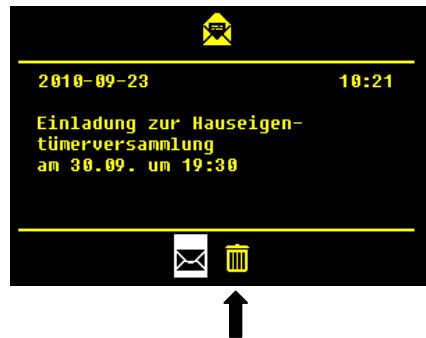 2010-09-23 10:21
Einladung zur Hauseigen-
tümerversammlung
am 30.09. um 19:30